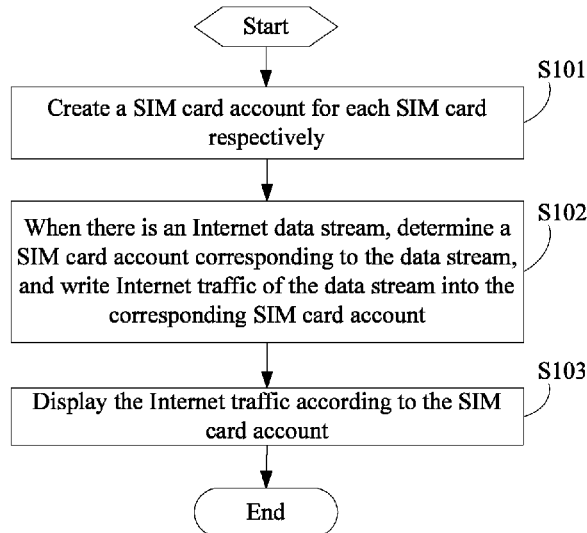 Start
S101
Create a SIM card account for each SIM card
respectively
S102
When there is an Internet data stream, determine a
SIM card account corresponding to the data stream,
and write Internet traffic of the data stream into the
corresponding SIM card account
S103
Display the Internet traffic according to the SIM
card account
End